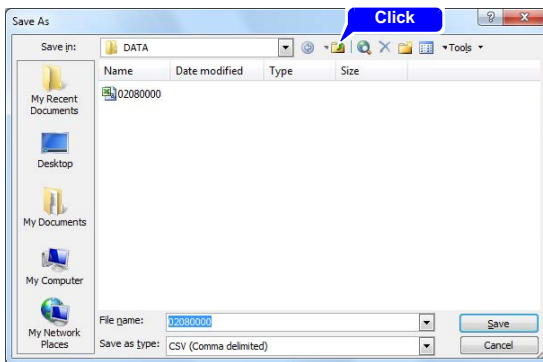 Save As
Click
Save in:
DATA
Tools
Name Date modified Type Size
02080000
My Recent
Documents
Desktop
My Documents
My Computer
My Network
Places
File name:
02080000
Save
Save as type:
CSV (Comma delimited)
Cancel